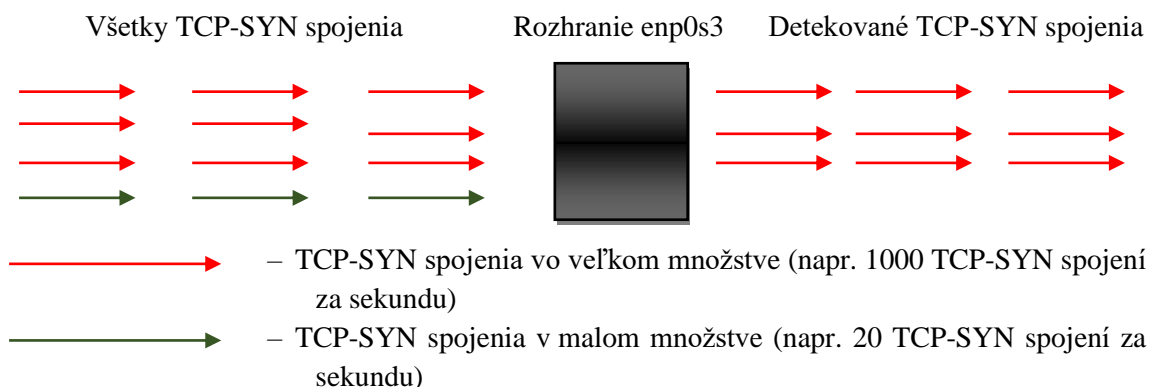 Všetky TCP-SYN spojenia Rozhranie enp0s3 Detekované TCP-SYN spojenia
– TCP-SYN spojenia vo veľkom množstve (napr. 1000 TCP-SYN spojení
za sekundu)
– TCP-SYN spojenia v malom množstve (napr. 20 TCP-SYN spojení za
sekundu)